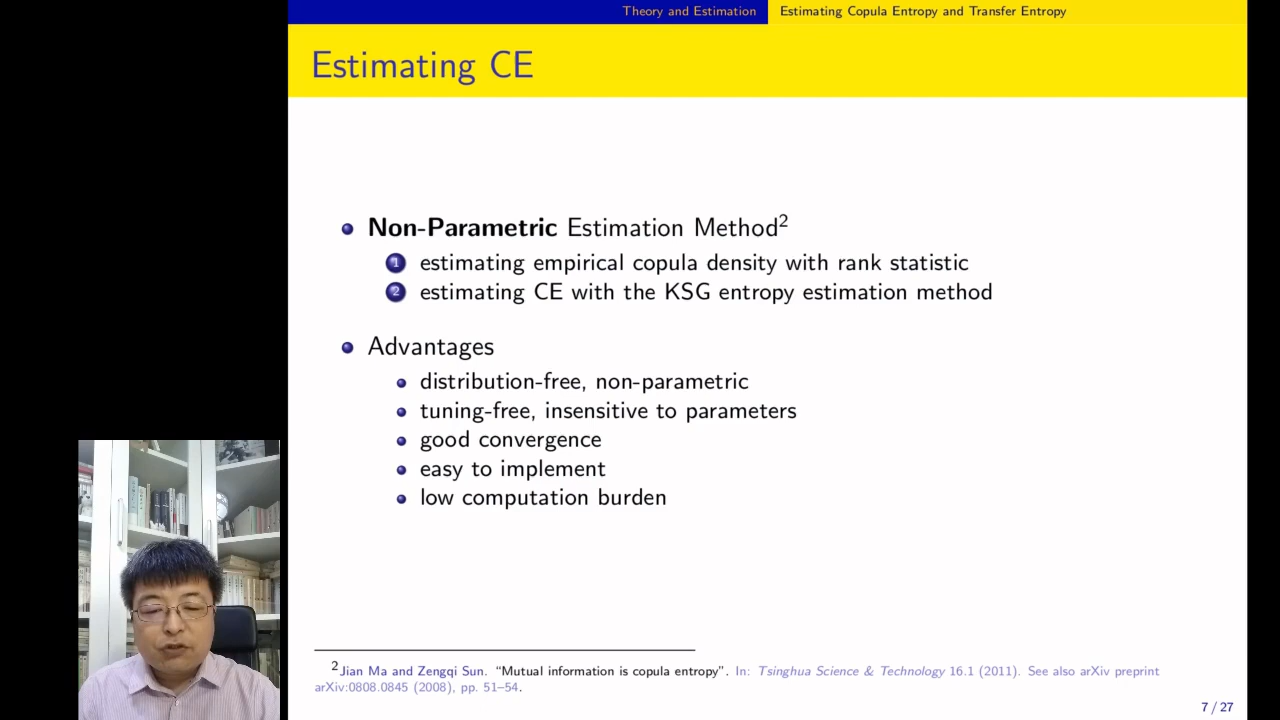 Theory and Estimation
Estimating Copula Entropy and Transfer Entropy
Estimating CE
Non-Parametric Estimation Method2
1 estimating empirical copula density with rank statistic
2 estimating CE with the KSG entropy estimation method
Advantages
distribution-free, non-parametric
tuning-free, insensitive to parameters
good convergence
easy to implement
low computation burden
2Jian Ma and Zengqi Sun. “Mutual information is copula entropy”. In: Tsinghua Science & Technology 16.1 (2011). See also arXiv preprint
arXiv:0808.0845 (2008), pp. 51–54.
7 / 27